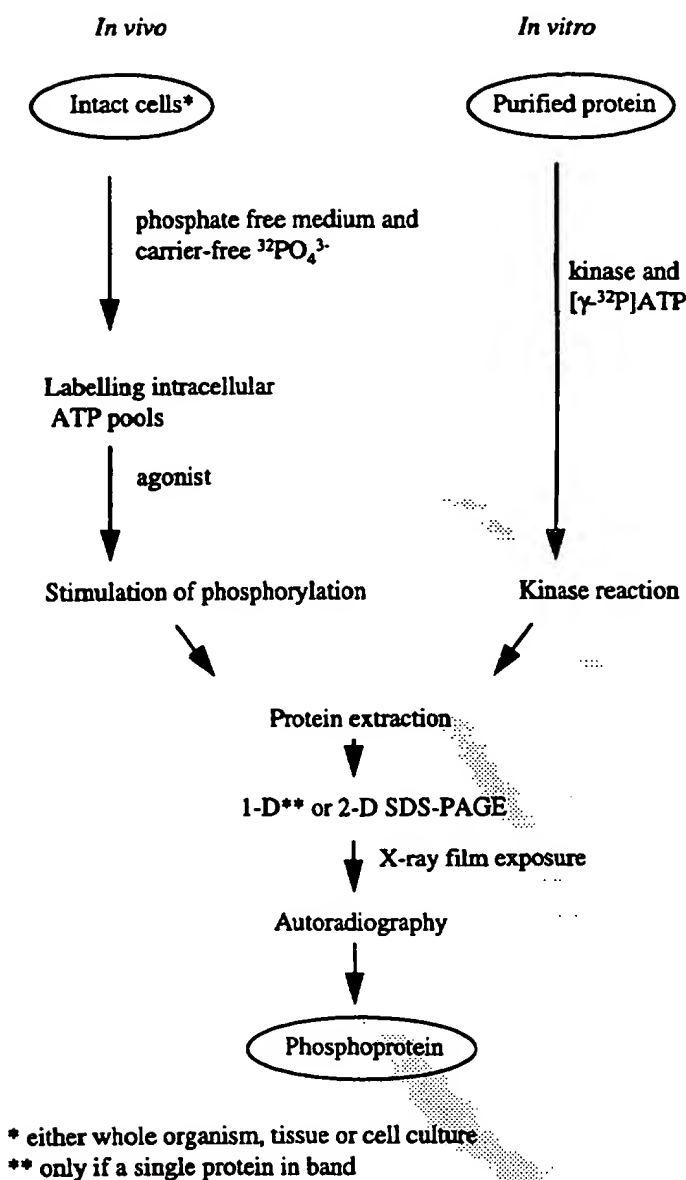 In vivo
In vitro
Intact cells*
Purified protein
phosphate free medium and
carrier-free ³²PO₄³⁻
kinase and
[γ-³²P]ATP
Labelling intracellular
ATP pools
agonist
Stimulation of phosphorylation
Kinase reaction
Protein extraction
1-D** or 2-D SDS-PAGE
X-ray film exposure
Autoradiography
Phosphoprotein
* either whole organism, tissue or cell culture
** only if a single protein in band